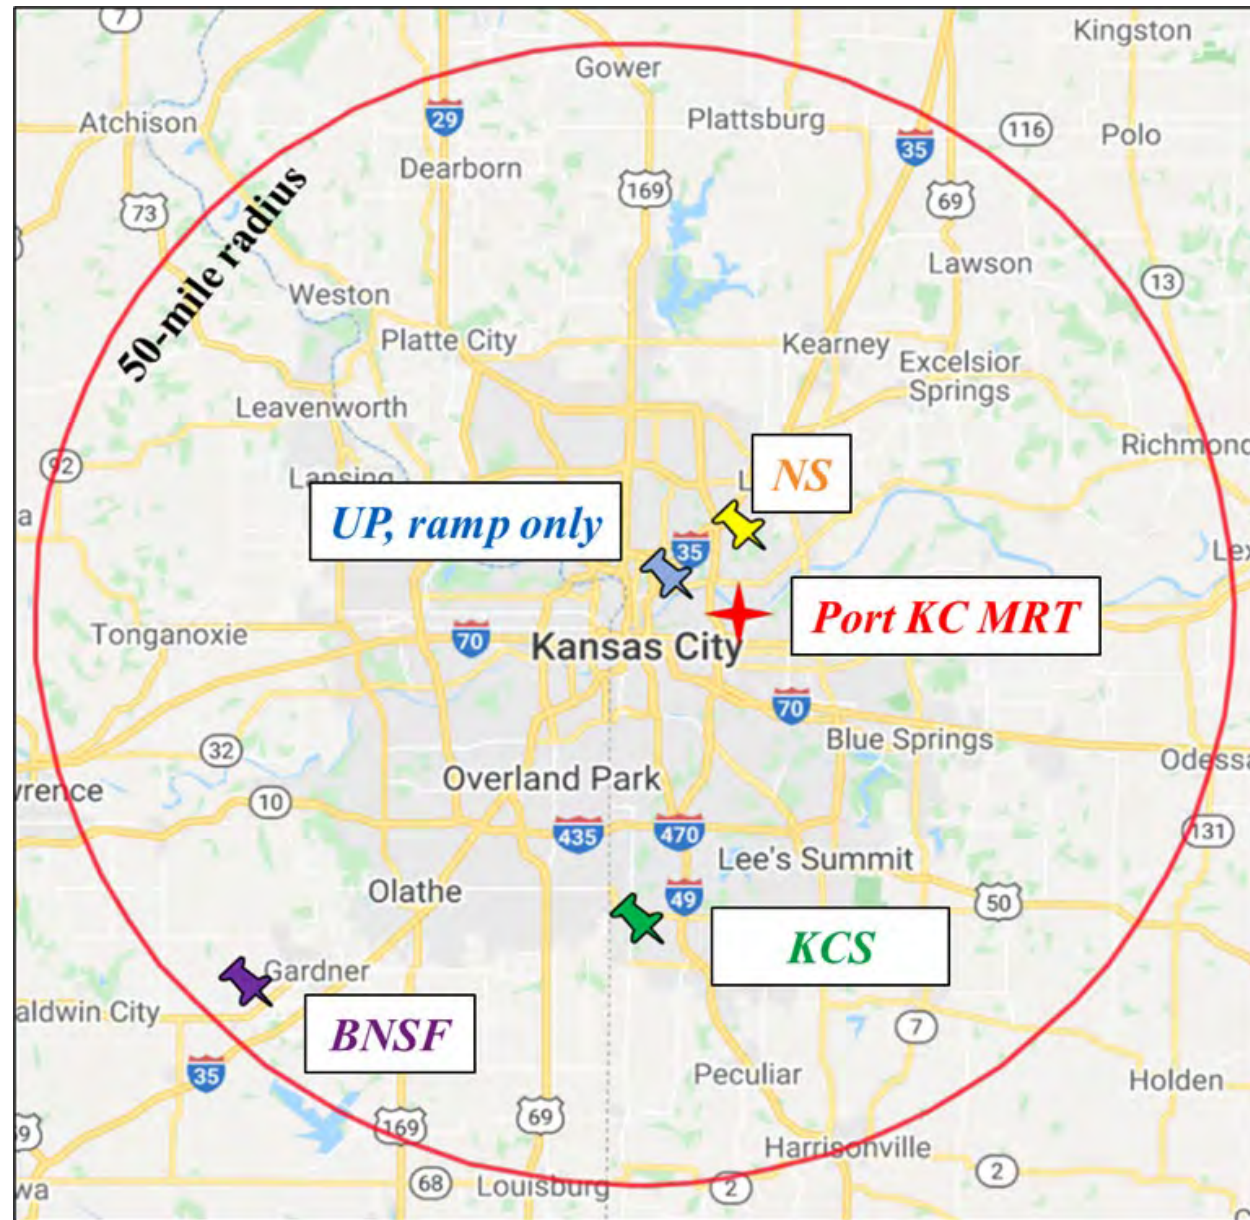 7
Kingston
Gower
Atchison
29
Plattsburg
35
116
Polo
Dearborn
169
73
69
50-mile radius
Lawson
13
Weston
Platte City
Kearney
Excelsior
Springs
Leavenworth
Richmond
92
Lansing
NS
UP, ramp only
35
Port KC MRT
Tonganoxie
70
Kansas City
70
32
Blue Springs
Overland Park
10
435
470
131
Lee's Summit
Olathe
49
50
KCS
Gardner
BNSF
7
35
Peculiar
Holden
169
69
Harrisonville
68
Louisburg
2
2